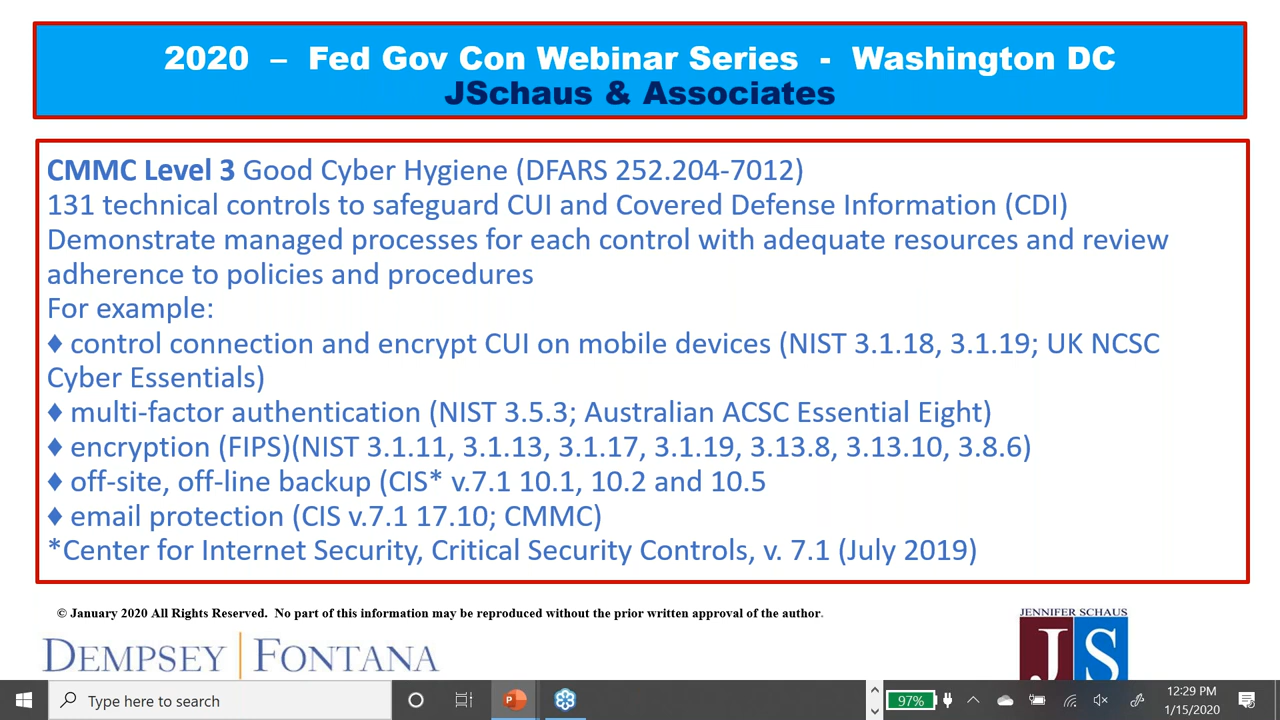 2020 – Fed Gov Con Webinar Series - Washington DC
JSchaus & Associates
CMMC Level 3 Good Cyber Hygiene (DFARS 252.204-7012)
131 technical controls to safeguard CUI and Covered Defense Information (CDI)
Demonstrate managed processes for each control with adequate resources and review
adherence to policies and procedures
For example:
♦ control connection and encrypt CUI on mobile devices (NIST 3.1.18, 3.1.19; UK NCSC
Cyber Essentials)
♦ multi-factor authentication (NIST 3.5.3; Australian ACSC Essential Eight)
♦ encryption (FIPS)(NIST 3.1.11, 3.1.13, 3.1.17, 3.1.19, 3.13.8, 3.13.10, 3.8.6)
♦ off-site, off-line backup (CIS* v.7.1 10.1, 10.2 and 10.5
♦ email protection (CIS v.7.1 17.10; CMMC)
*Center for Internet Security, Critical Security Controls, v. 7.1 (July 2019)
© January 2020 All Rights Reserved. No part of this information may be reproduced without the prior written approval of the author.
JENNIFER SCHAUS
JS
DEMPSEY | FONTANA
Type here to search
97%
12:29 PM
1/15/2020